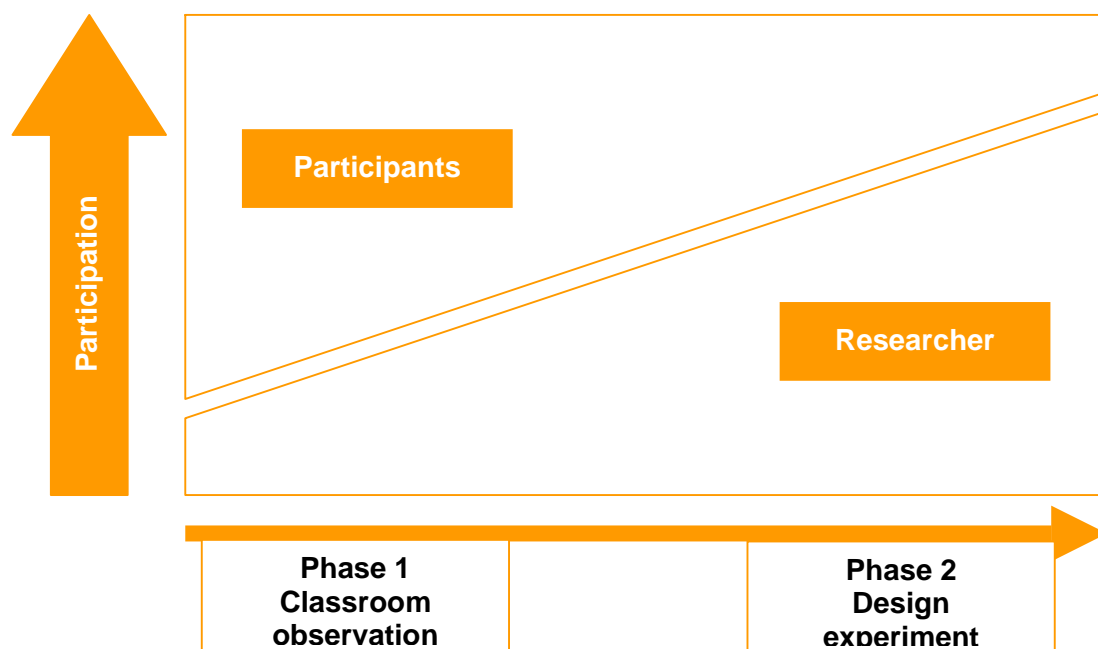 Participants
Participation
Researcher
Phase 1
Classroom
observation
Phase 2
Design
experiment